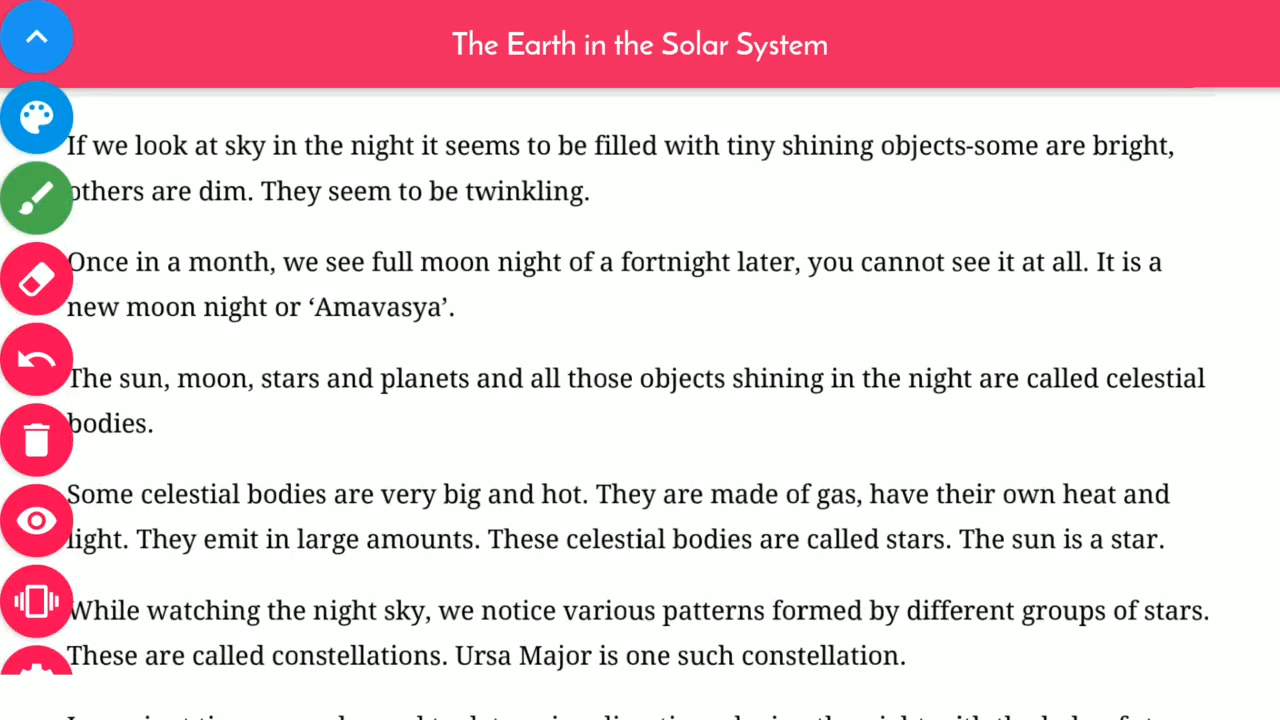 The Earth in the Solar System
If we look at sky in the night it seems to be filled with tiny shining objects-some are bright,
others are dim. They seem to be twinkling.
Once in a month, we see full moon night of a fortnight later, you cannot see it at all. It is a
new moon night or ‘Amavasya’.
The sun, moon, stars and planets and all those objects shining in the night are called celestial
bodies.
Some celestial bodies are very big and hot. They are made of gas, have their own heat and
light. They emit in large amounts. These celestial bodies are called stars. The sun is a star.
While watching the night sky, we notice various patterns formed by different groups of stars.
These are called constellations. Ursa Major is one such constellation.